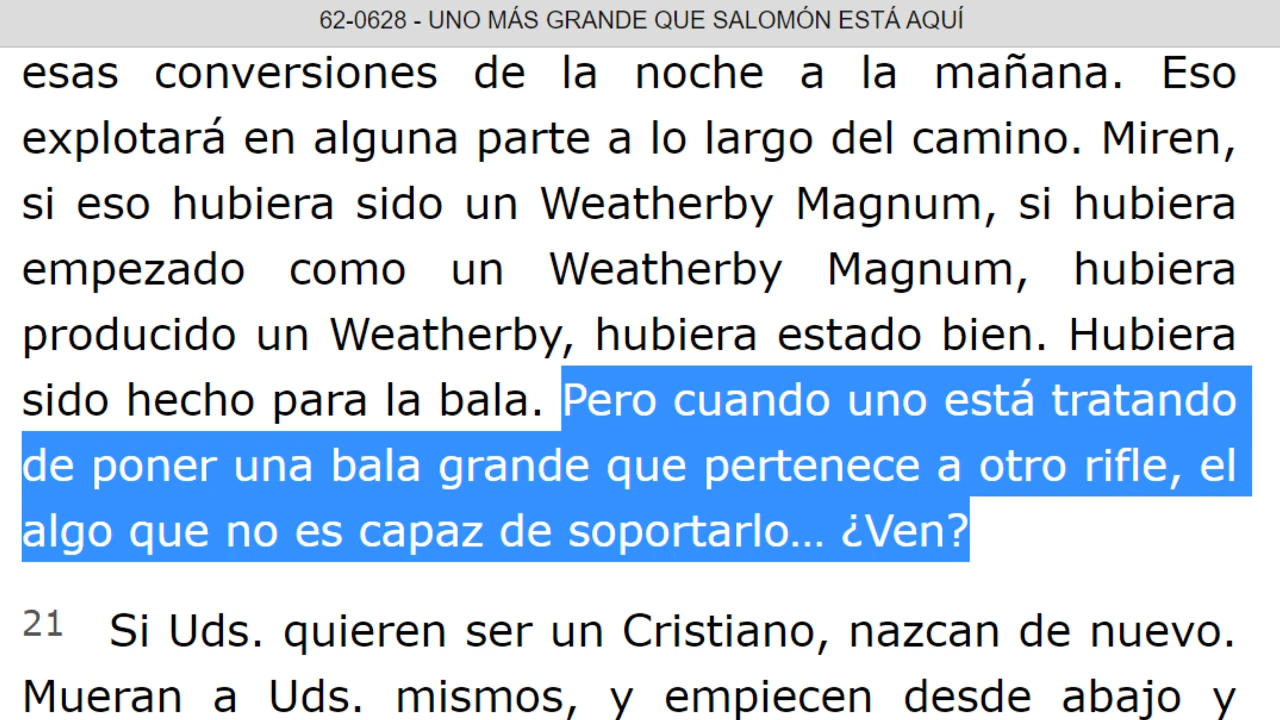 62-0628 - UNO MÁS GRANDE QUE SALOMÓN ESTÁ AQUÍ
esas conversiones de la noche a la mañana. Eso
explotará en alguna parte a lo largo del camino. Miren,
si eso hubiera sido un Weatherby Magnum, si hubiera
empezado como un Weatherby Magnum, hubiera
producido un Weatherby, hubiera estado bien. Hubiera
sido hecho para la bala. Pero cuando uno está tratando
de poner una bala grande que pertenece a otro rifle, el
algo que no es capaz de soportarlo... ¿Ven?
21 Si Uds. quieren ser un Cristiano, nazcan de nuevo.
Mueran a Uds. mismos, y empiecen desde abajo y